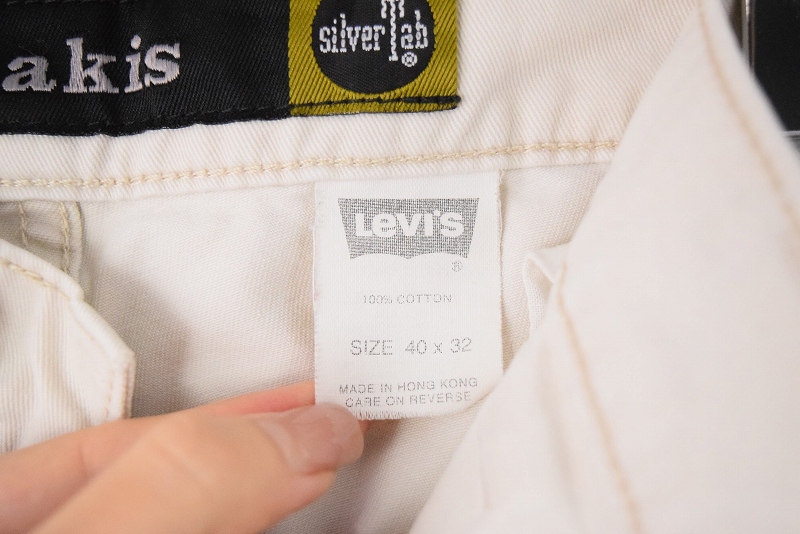 akis
silver Tab
®
LEVI'S
®
100% COTTON
SIZE 40 x 32
MADE IN HONG KONG
CARE ON REVERSE